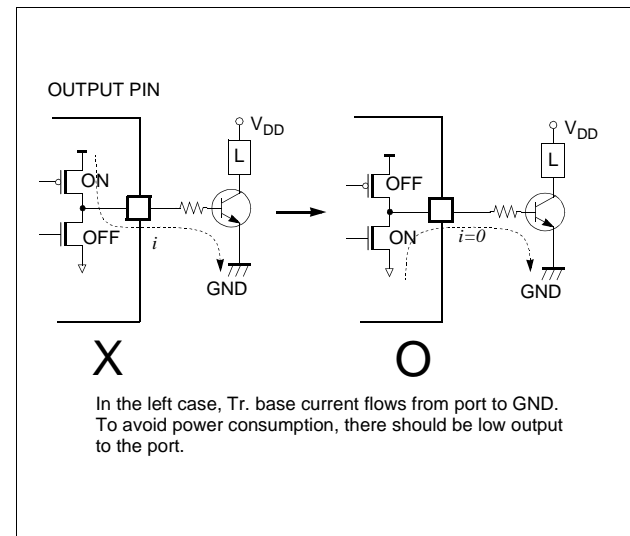 OUTPUT PIN
V_DD
L
ON
OFF
i
GND
X
V_DD
L
OFF
ON
i=0
GND
O
In the left case, Tr. base current flows from port to GND.
To avoid power consumption, there should be low output
to the port.